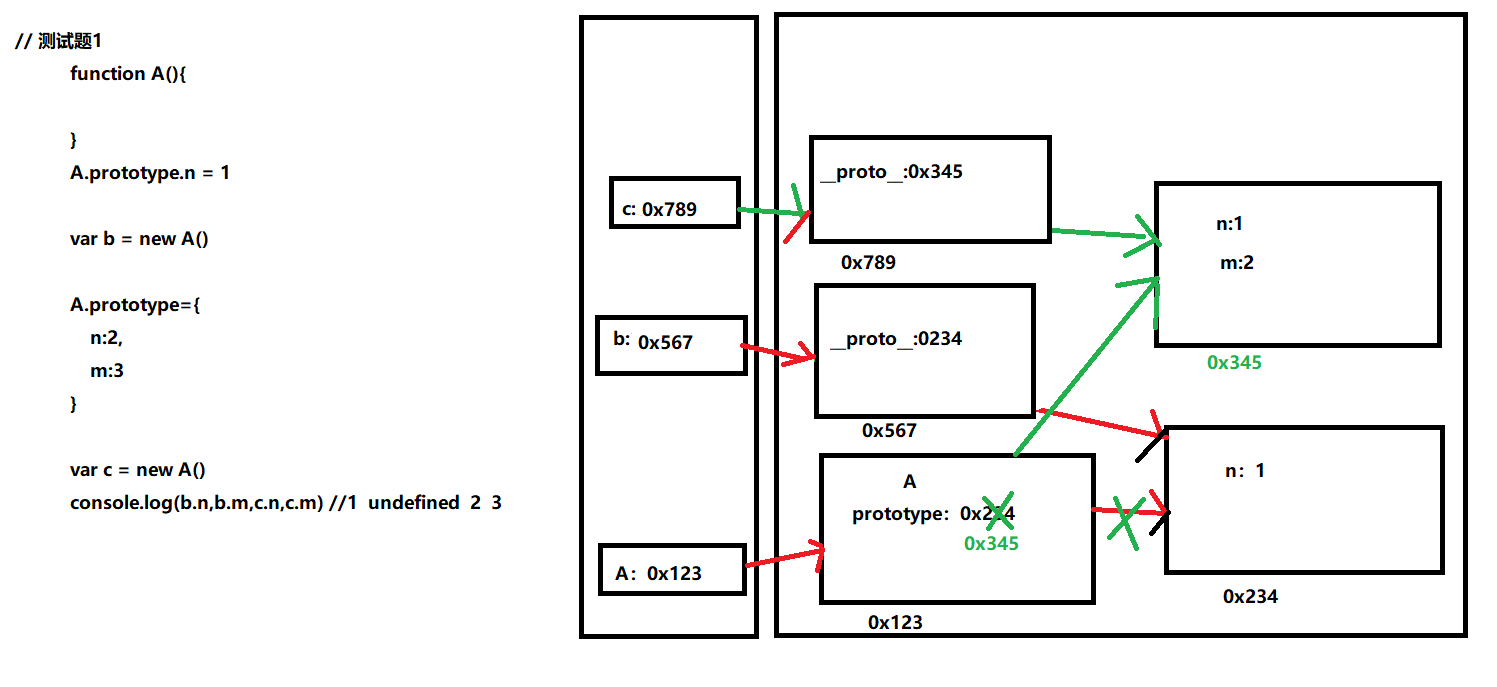 // 测试题1
function A(){
}
A.prototype.n = 1
var b = new A()
A.prototype={
n:2,
m:3
}
var c = new A()
console.log(b.n,b.m,c.n,c.m) //1 undefined 2 3
c: 0x789
__proto__:0x345
0x789
n:1
m:2
0x345
b: 0x567
__proto__:0234
0x567
A
prototype: 0x234
0x345
n: 1
0x234
A: 0x123
0x123